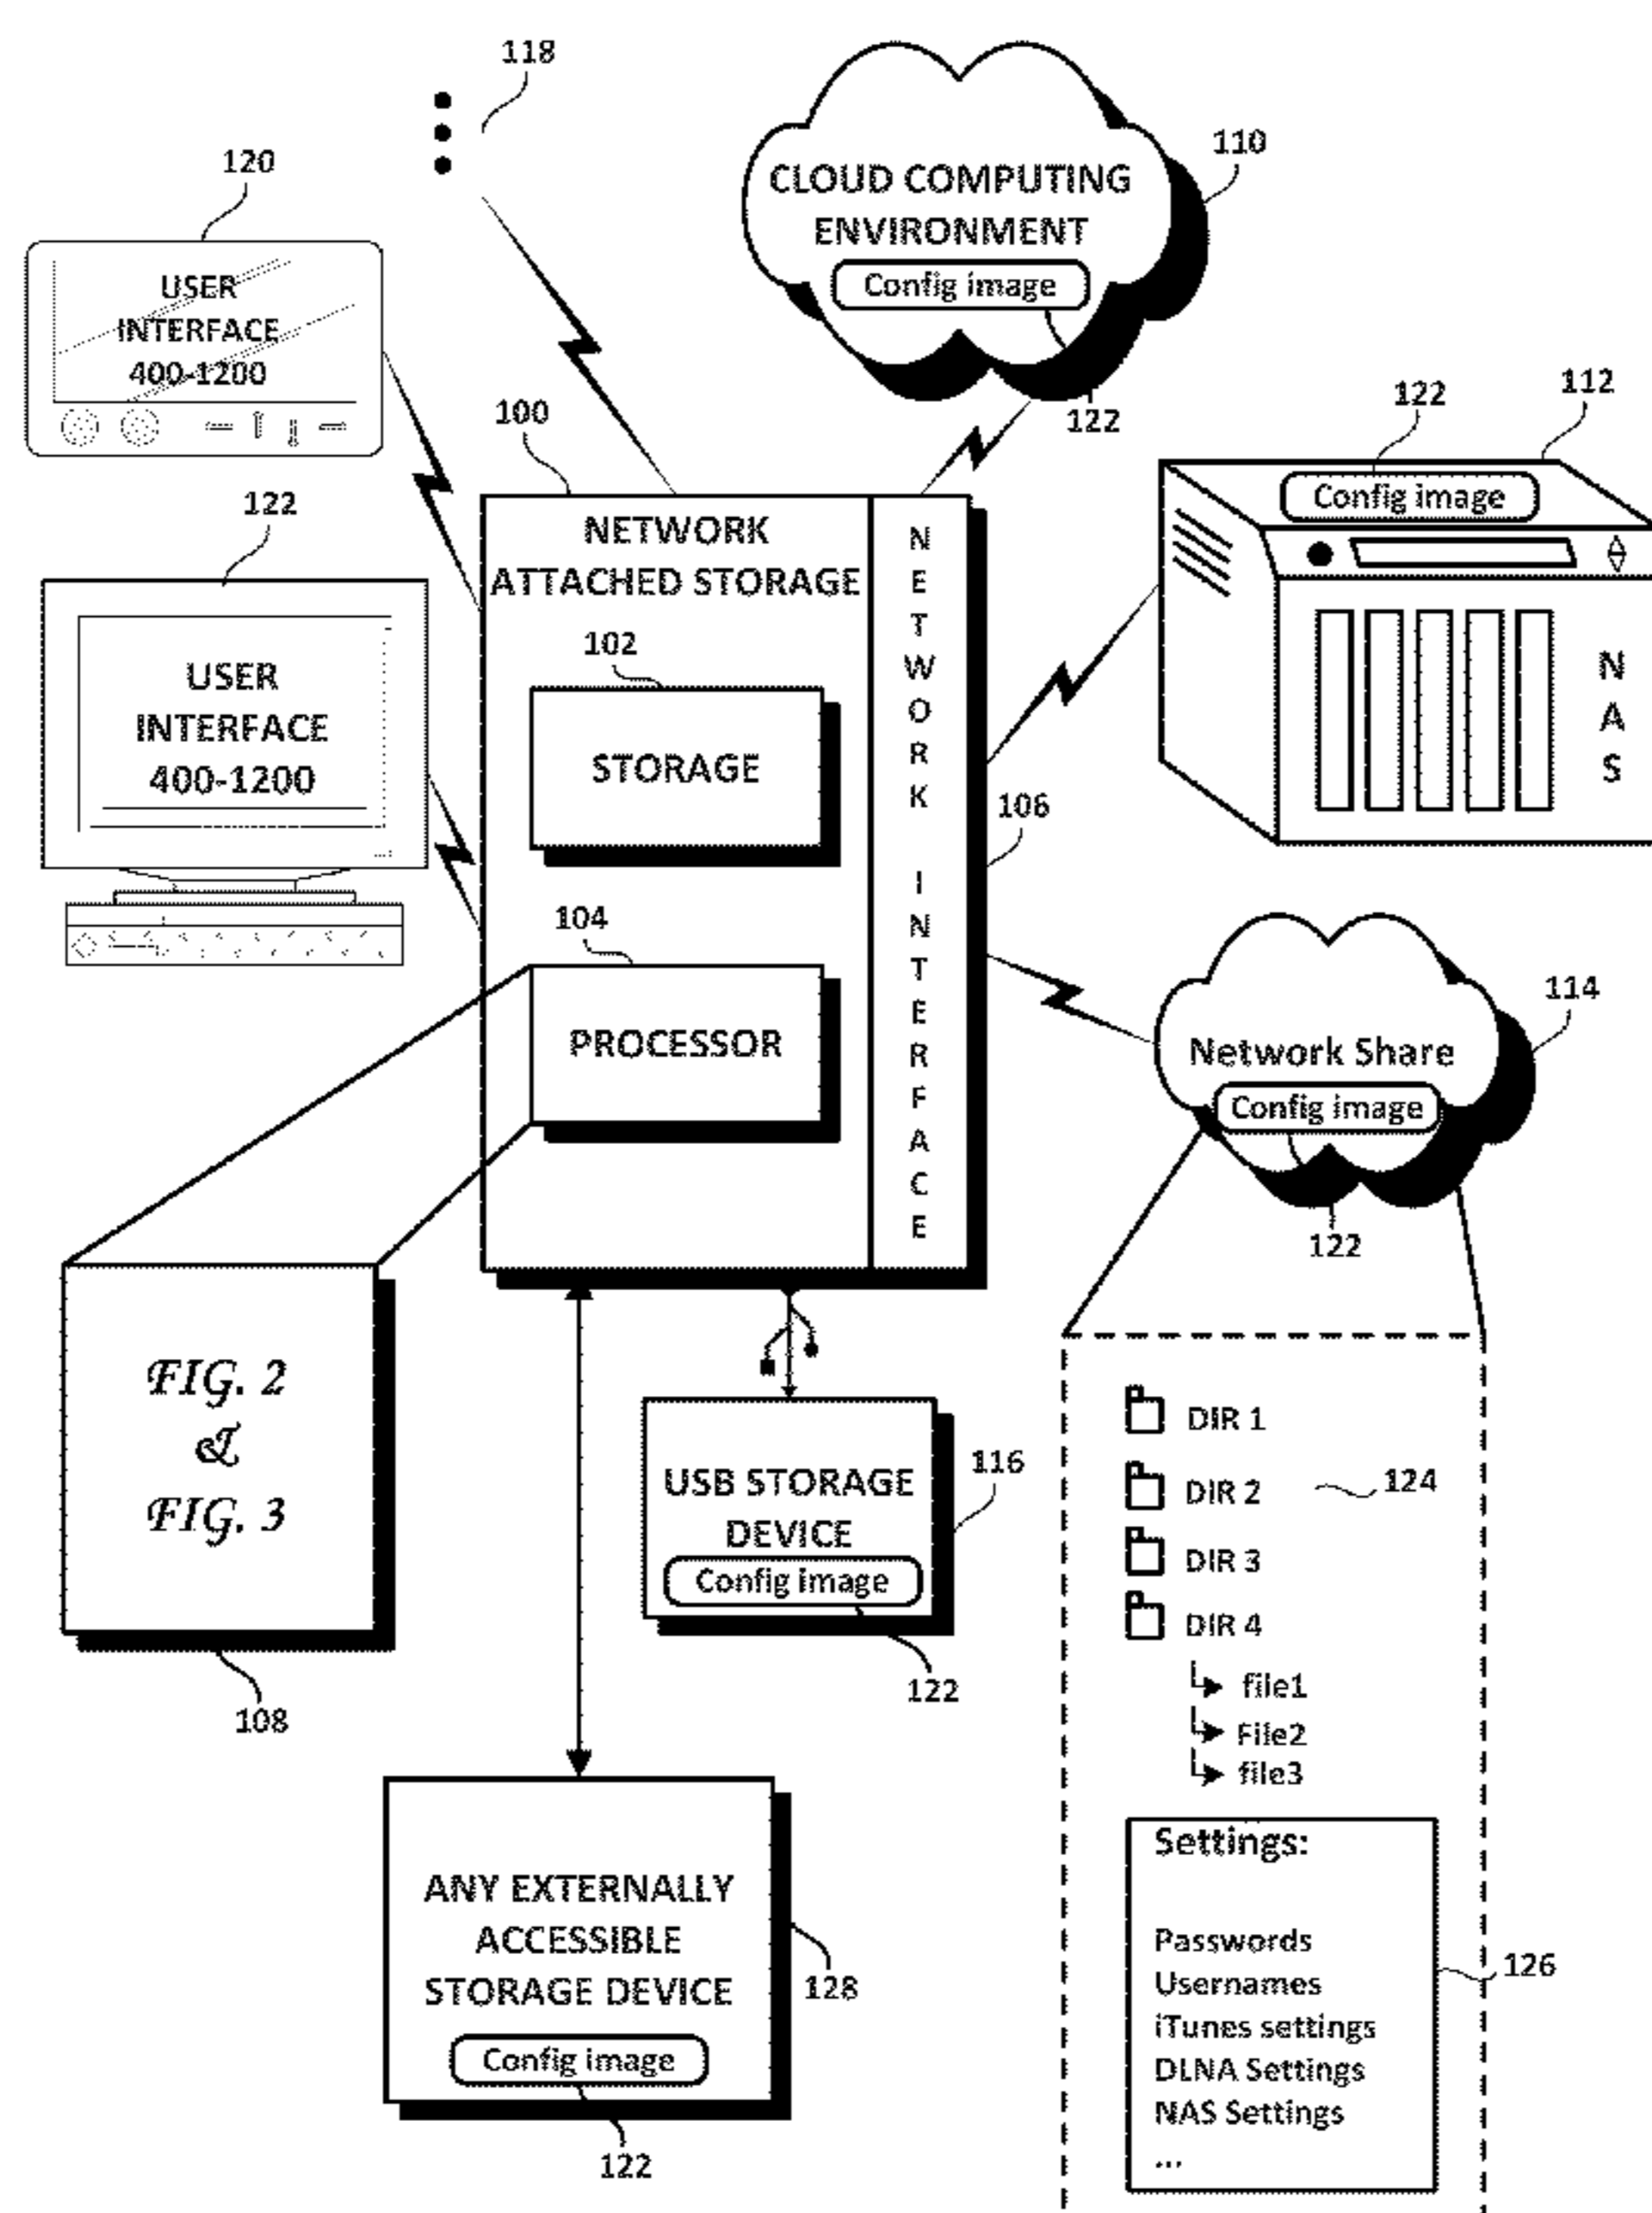 118
120
USER
INTERFACE
400-1200
CLOUD COMPUTING
ENVIRONMENT
Config image
110
122
122
USER
INTERFACE
400-1200
100
NETWORK
ATTACHED STORAGE
102
STORAGE
104
PROCESSOR
NETWORK INTERFACE
106
122
112
Config image
NAS
114
Network Share
Config image
122
FIG. 2
&
FIG. 3
108
USB STORAGE
DEVICE
Config image
116
122
ANY EXTERNALLY
ACCESSIBLE
STORAGE DEVICE
Config image
128
122
DIR 1
DIR 2
124
DIR 3
DIR 4
file1
File2
file3
Settings:
Passwords
Usernames
iTunes settings
DLNA Settings
NAS Settings
...
126